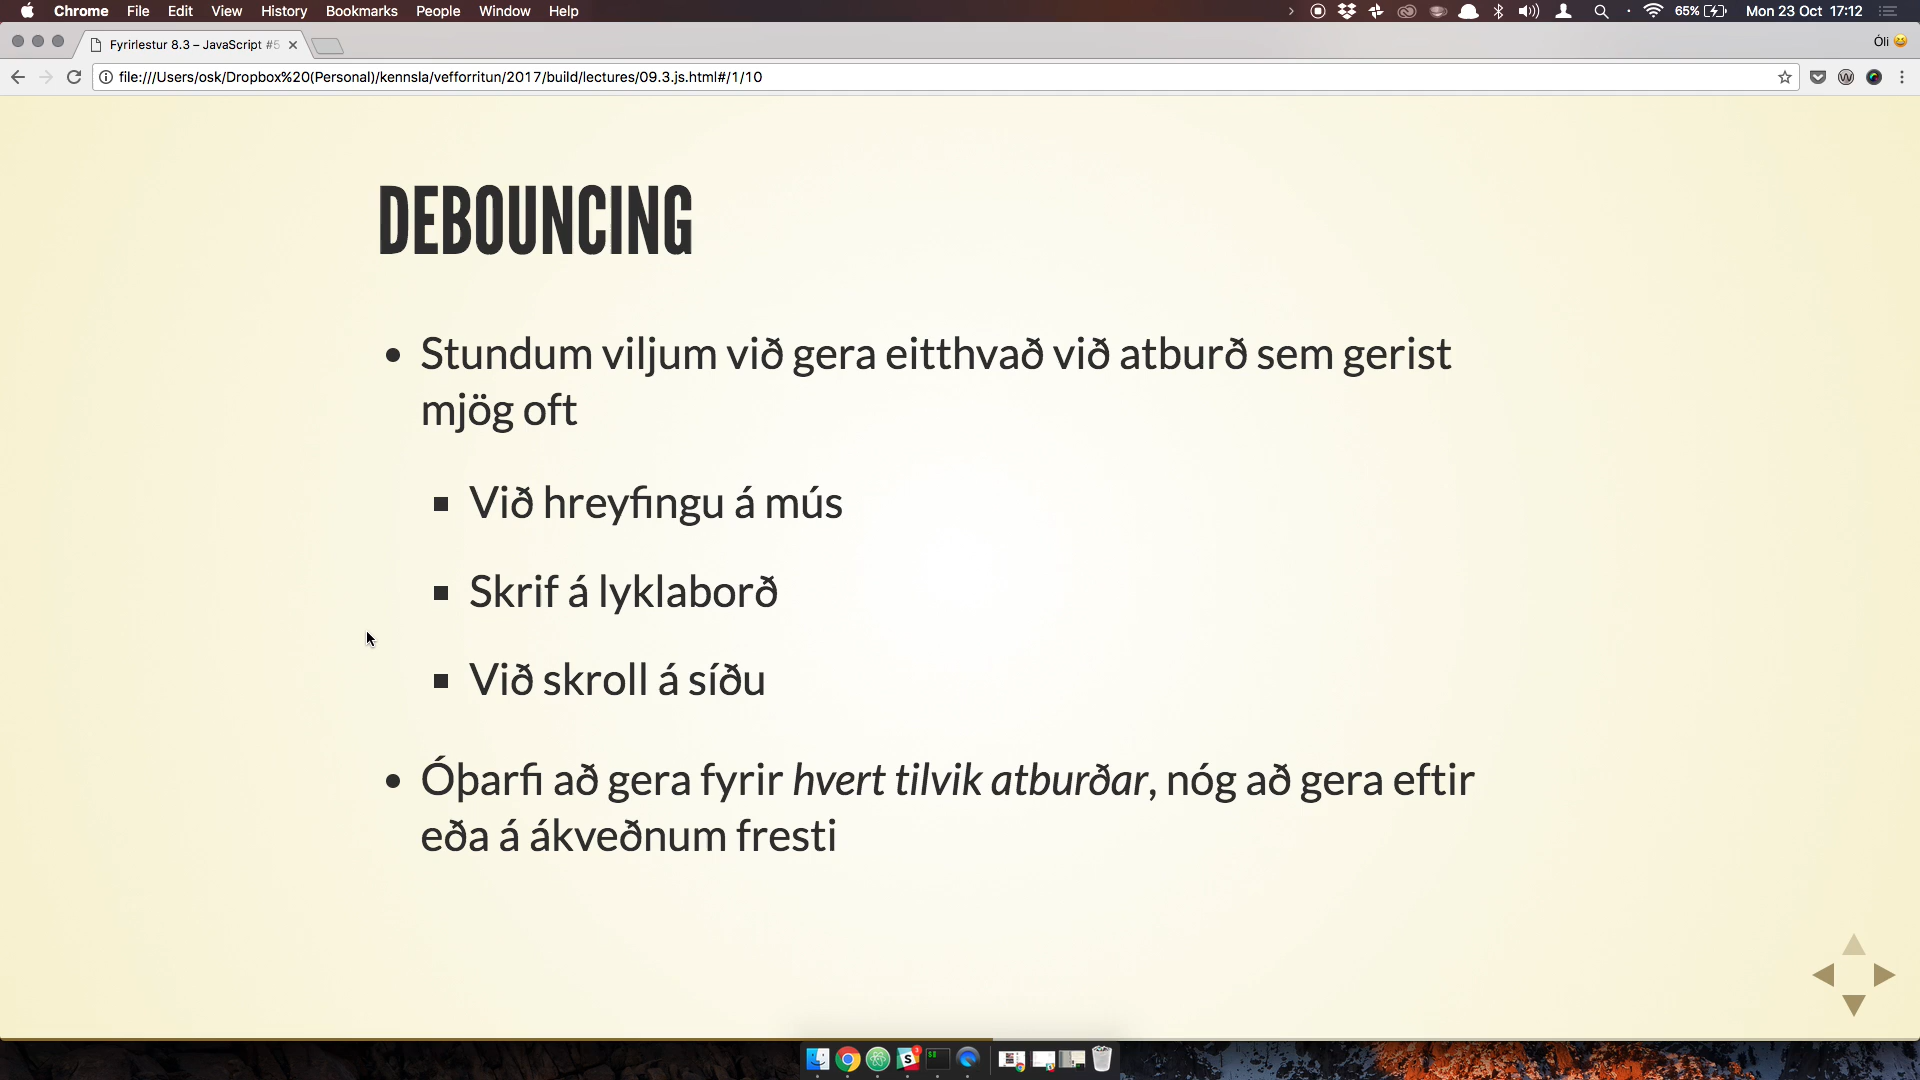 Chrome File Edit View History Bookmarks People Window Help 65% Mon 23 Oct 17:12
Fyrirlestur 8.3 – JavaScript #5 Óli
file:///Users/osk/Dropbox%20(Personal)/kennsla/vefforritun/2017/build/lectures/09.3.js.html#/1/10
DEBOUNCING
Stundum viljum við gera eitthvað við atburð sem gerist
mjög oft
Við hreyfingu á mús
Skrif á lyklaborð
Við skroll á síðu
Óþarfi að gera fyrir hvert tilvik atburðar, nóg að gera eftir
eða á ákveðnum fresti